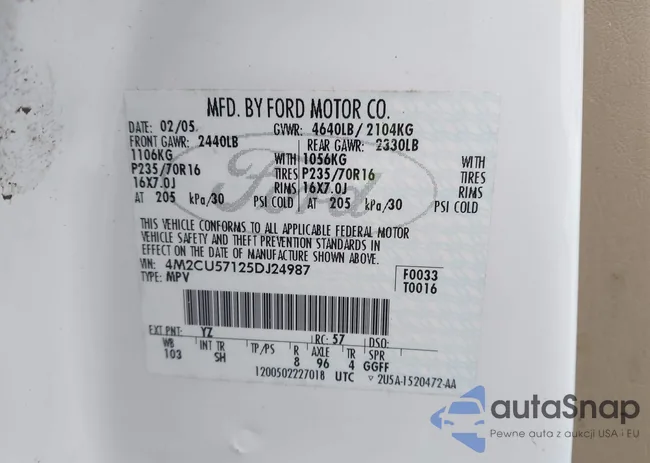 MFD. BY FORD MOTOR CO.
DATE: 02/05 GVWR: 4640LB/ 2104KG
FRONT GAWR: 2440LB REAR GAWR: 2330LB
1106KG WITH 1056KG WITH
P235/70R16 TIRES P235/70R16 TIRES
16X7.0J RIMS 16X7.0J RIMS
AT 205 kPa/30 PSI COLD AT 205 kPa/30 PSI COLD
THIS VEHICLE CONFORMS TO ALL APPLICABLE FEDERAL MOTOR
VEHICLE SAFETY AND THEFT PREVENTION STANDARDS IN
EFFECT ON THE DATE OF MANUFACTURE SHOWN ABOVE.
VIN: 4M2CU57125DJ24987 F0033
TYPE: MPV T0016
EXT PNT: YZ RC: 57 DSO:
WB INT TR TP/PS R AXLE TR SPR
103 SH 8 96 4 GGFF
1200502227018 UTC 2U5A-1520472-AA
Ford
autaSnap
Pewne auta z aukcji USA - EU